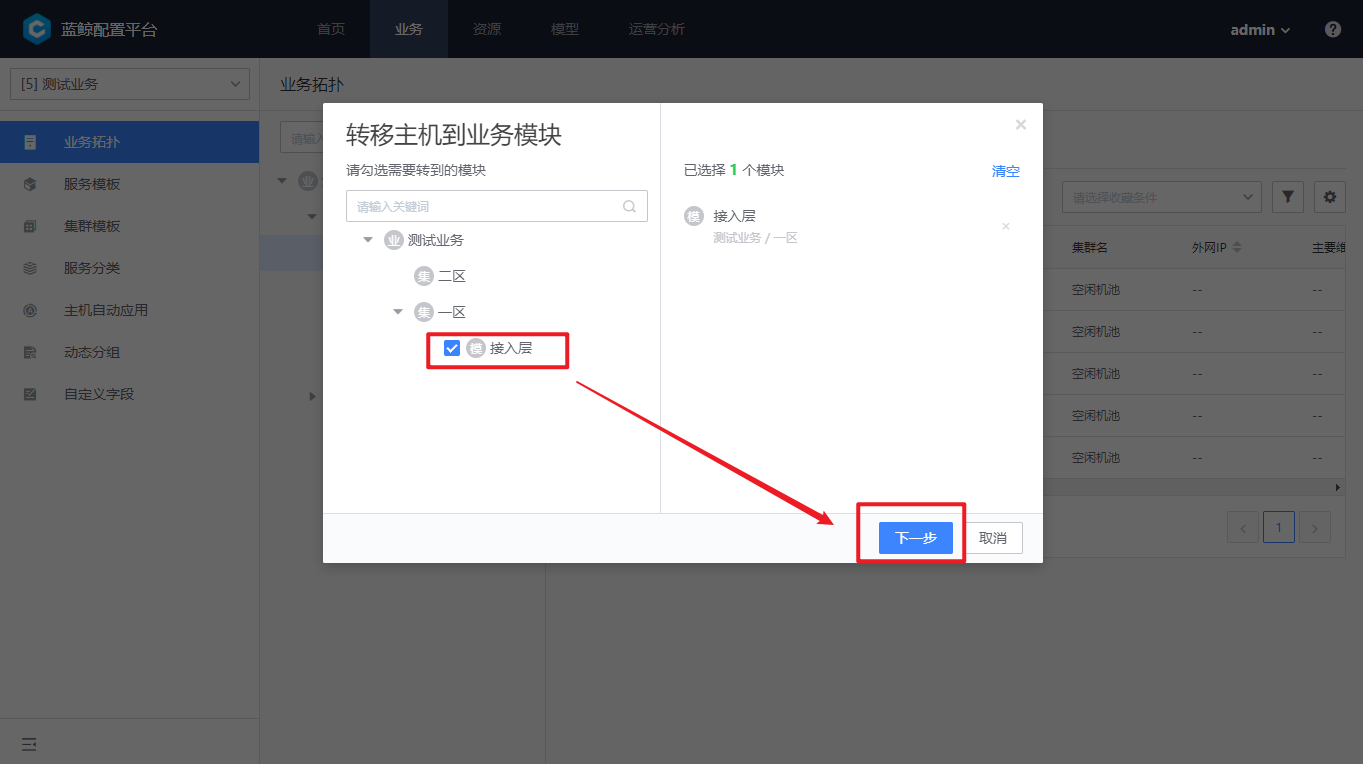 蓝鲸配置平台
首页 业务 资源 模型 运营分析
admin
[5] 测试业务
业务拓扑
业务拓扑
服务模板
集群模板
服务分类
主机自动应用
动态分组
自定义字段
请输入
业
转移主机到业务模块
请勾选需要转到的模块
请输入关键词
业 测试业务
集 二区
集 一区
模 接入层
已选择 1 个模块
清空
模 接入层
测试业务 / 一区
下一步
取消
请选择收藏条件
集群名 外网IP 主要维
空闲机池 -- --
空闲机池 -- --
空闲机池 -- --
空闲机池 -- --
空闲机池 -- --
1